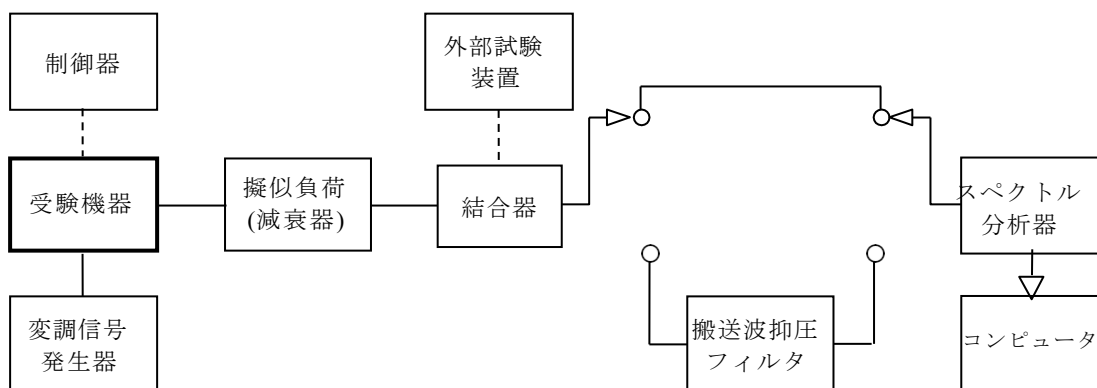 制御器
外部試験
装置
受験機器
擬似負荷
(減衰器)
結合器
スペクトル
分析器
変調信号
発生器
搬送波抑圧
フィルタ
コンピュータ